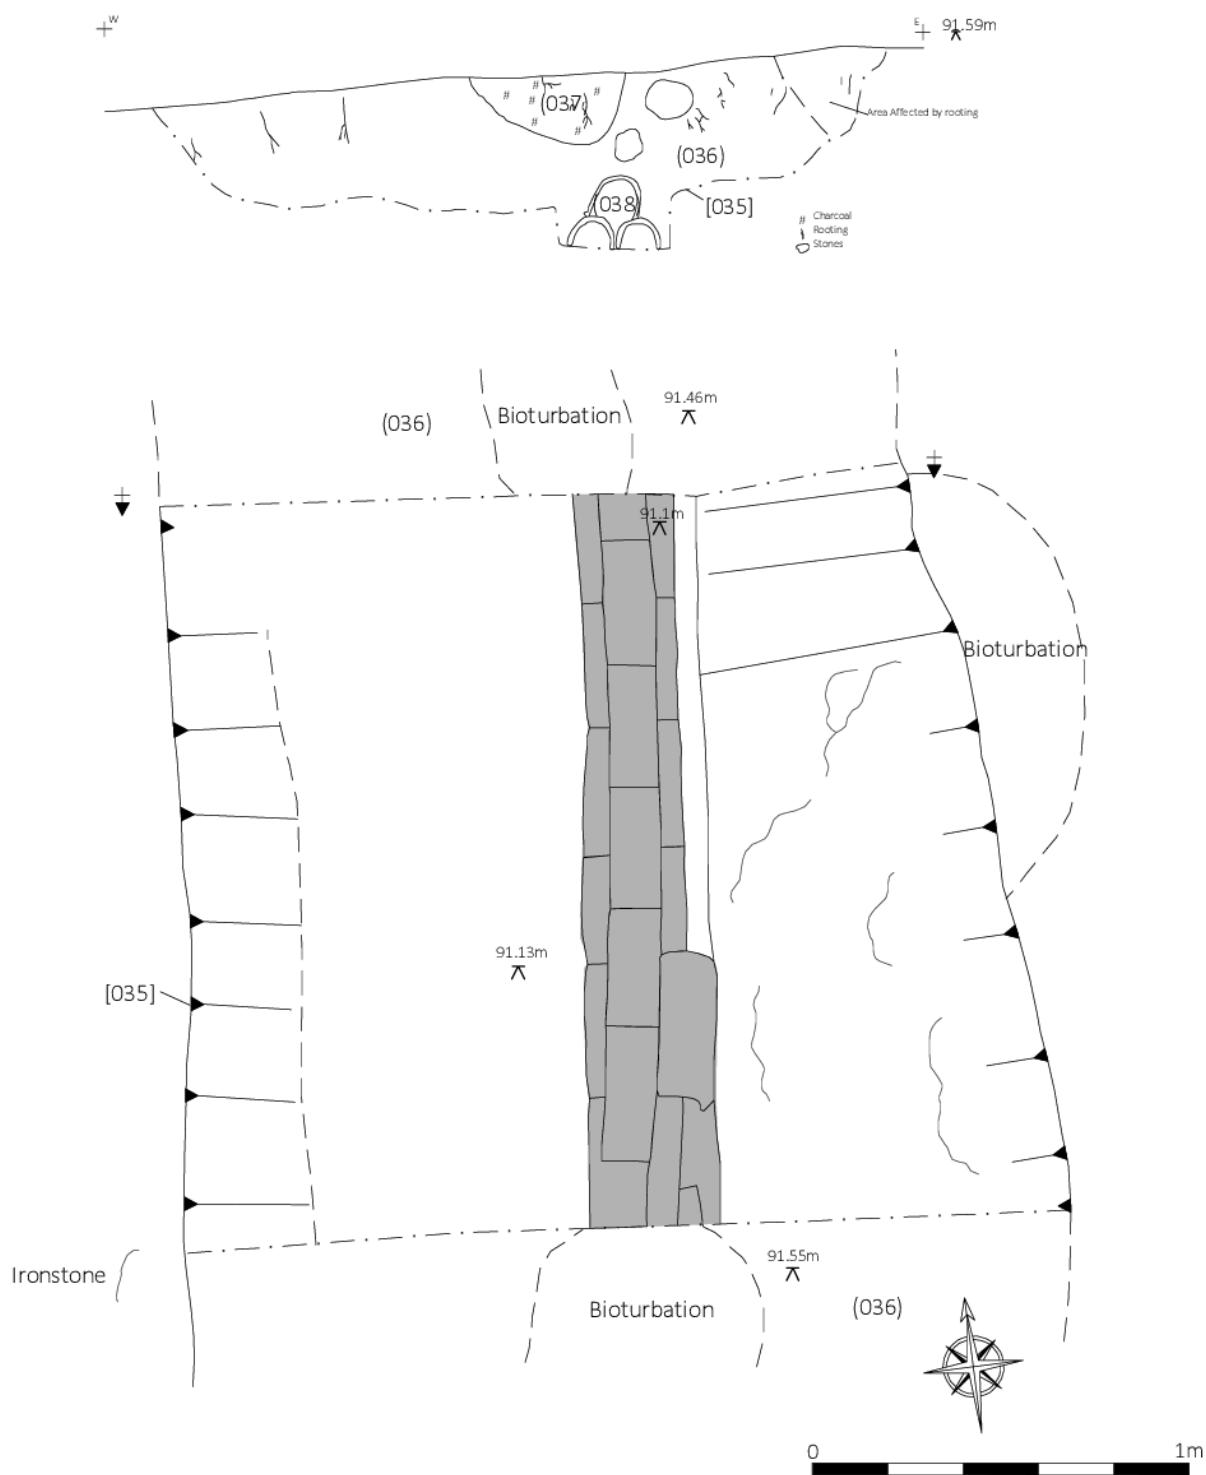 W
E
91.59m
(037)
Area Affected by rooting
(036)
038
[035]
# Charcoal
Rooting
Stones
91.46m
(036)
Bioturbation
91.1m
Bioturbation
91.13m
[035]
91.55m
Ironstone
Bioturbation
(036)
0 1m